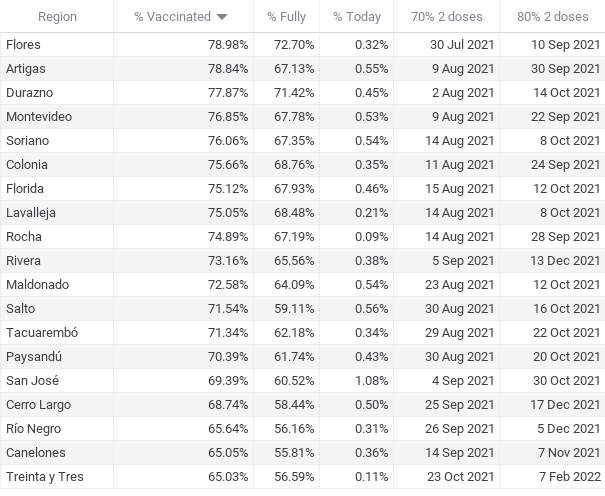 Region % Vaccinated % Fully % Today 70% 2 doses 80% 2 doses
Flores 78.98% 72.70% 0.32% 30 Jul 2021 10 Sep 2021
Artigas 78.84% 67.13% 0.55% 9 Aug 2021 30 Sep 2021
Durazno 77.87% 71.42% 0.45% 2 Aug 2021 14 Oct 2021
Montevideo 76.85% 67.78% 0.53% 9 Aug 2021 22 Sep 2021
Soriano 76.06% 67.35% 0.54% 14 Aug 2021 8 Oct 2021
Colonia 75.66% 68.76% 0.35% 11 Aug 2021 24 Sep 2021
Florida 75.12% 67.93% 0.46% 15 Aug 2021 12 Oct 2021
Lavalleja 75.05% 68.48% 0.21% 14 Aug 2021 8 Oct 2021
Rocha 74.89% 67.19% 0.09% 14 Aug 2021 28 Sep 2021
Rivera 73.16% 65.56% 0.38% 5 Sep 2021 13 Dec 2021
Maldonado 72.58% 64.09% 0.54% 23 Aug 2021 12 Oct 2021
Salto 71.54% 59.11% 0.56% 30 Aug 2021 16 Oct 2021
Tacuarembó 71.34% 62.18% 0.34% 29 Aug 2021 22 Oct 2021
Paysandú 70.39% 61.74% 0.43% 30 Aug 2021 20 Oct 2021
San José 69.39% 60.52% 1.08% 4 Sep 2021 30 Oct 2021
Cerro Largo 68.74% 58.44% 0.50% 25 Sep 2021 17 Dec 2021
Río Negro 65.64% 56.16% 0.31% 26 Sep 2021 5 Dec 2021
Canelones 65.05% 55.81% 0.36% 14 Sep 2021 7 Nov 2021
Treinta y Tres 65.03% 56.59% 0.11% 23 Oct 2021 7 Feb 2022